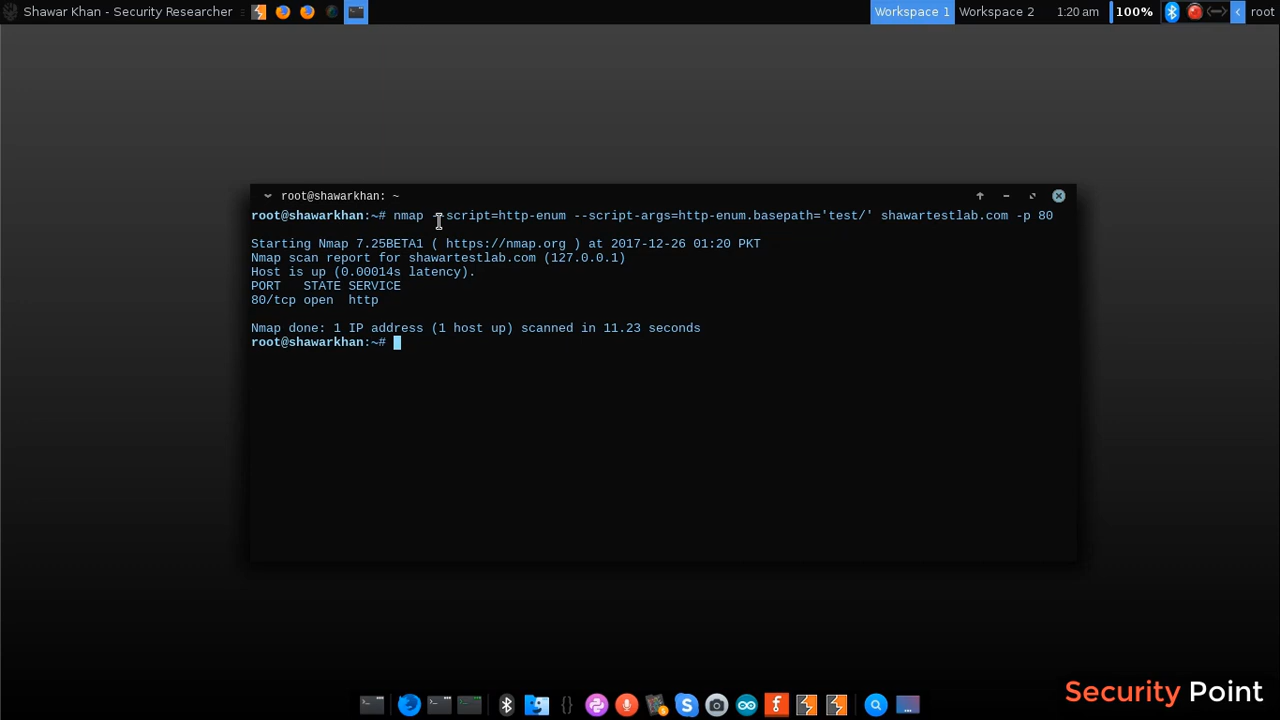 Shawar Khan - Security Researcher
Workspace 1 Workspace 2 1:20 am 100% root
root@shawarkhan: ~
root@shawarkhan:~# nmap --script=http-enum --script-args=http-enum.basepath='test/' shawartestlab.com -p 80
Starting Nmap 7.25BETA1 ( https://nmap.org ) at 2017-12-26 01:20 PKT
Nmap scan report for shawartestlab.com (127.0.0.1)
Host is up (0.00014s latency).
PORT   STATE SERVICE
80/tcp open  http
Nmap done: 1 IP address (1 host up) scanned in 11.23 seconds
root@shawarkhan:~#
Security Point